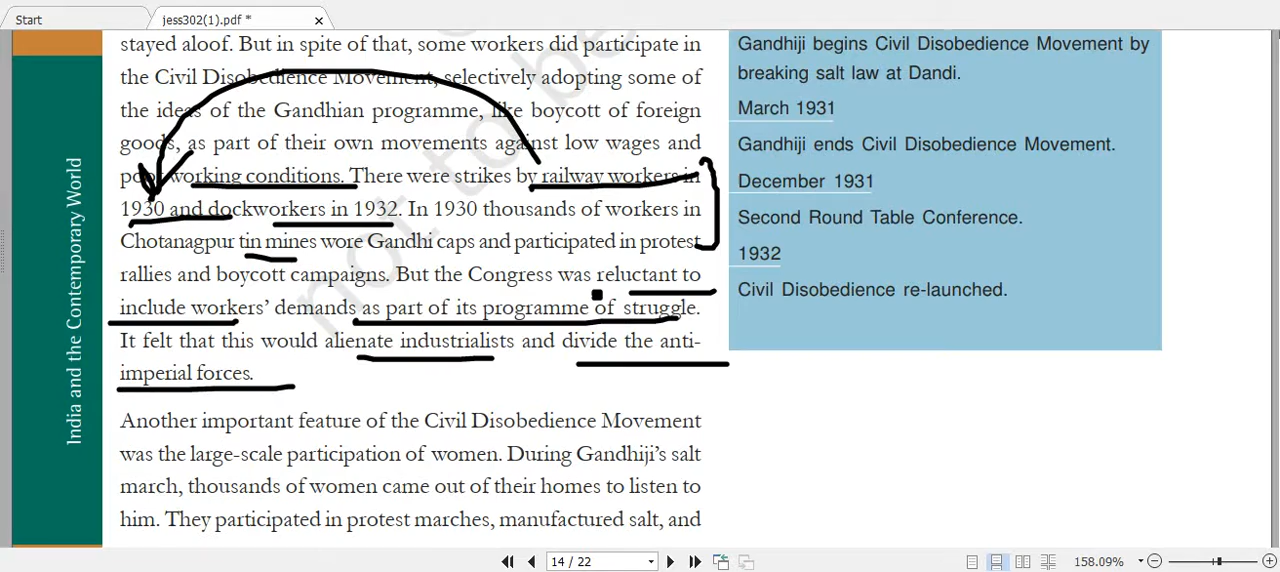 Start
jess302(1).pdf *
stayed aloof. But in spite of that, some workers did participate in
the Civil Disobedience Movement, selectively adopting some of
the ideas of the Gandhian programme, like boycott of foreign
goods, as part of their own movements against low wages and
poor working conditions. There were strikes by railway workers in
1930 and dockworkers in 1932. In 1930 thousands of workers in
Chotanagpur tin mines wore Gandhi caps and participated in protest
rallies and boycott campaigns. But the Congress was reluctant to
include workers’ demands as part of its programme of struggle.
It felt that this would alienate industrialists and divide the anti-
imperial forces.
Another important feature of the Civil Disobedience Movement
was the large-scale participation of women. During Gandhiji’s salt
march, thousands of women came out of their homes to listen to
him. They participated in protest marches, manufactured salt, and
Gandhiji begins Civil Disobedience Movement by
breaking salt law at Dandi.
March 1931
Gandhiji ends Civil Disobedience Movement.
December 1931
Second Round Table Conference.
1932
Civil Disobedience re-launched.
India and the Contemporary World
not to be
14 / 22
158.09%